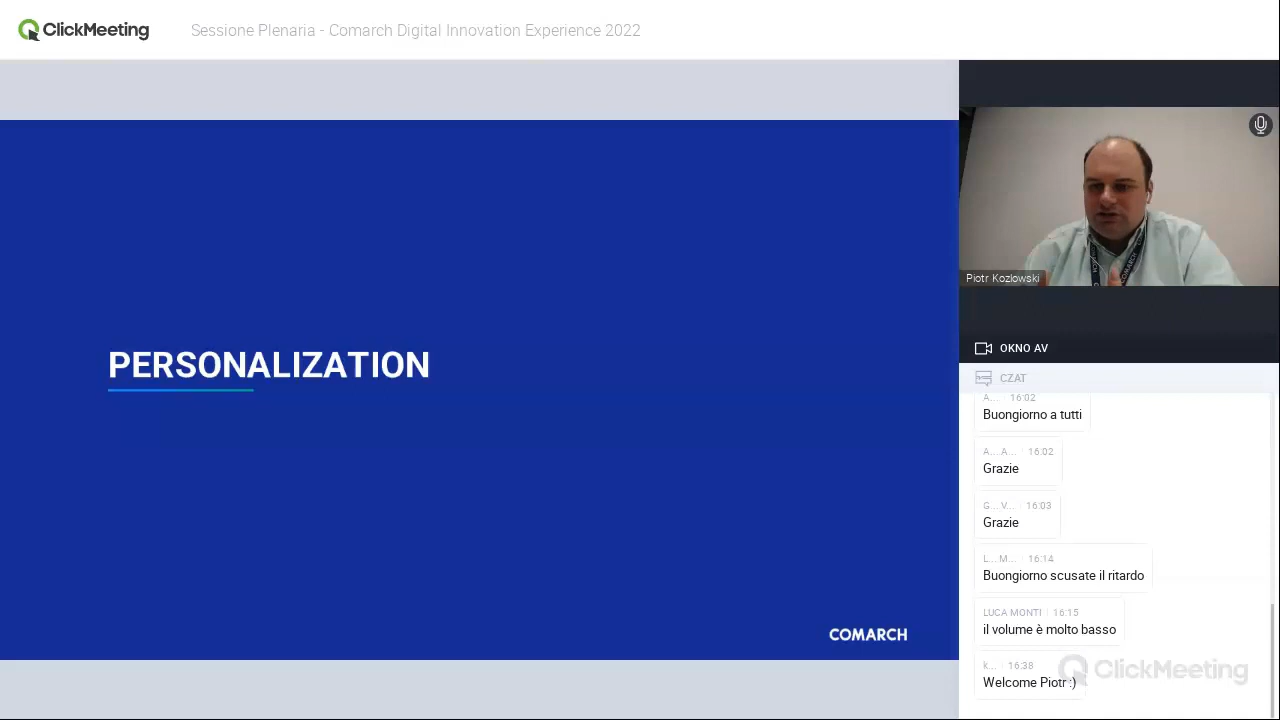 ClickMeeting
Sessione Plenaria - Comarch Digital Innovation Experience 2022
PERSONALIZATION
COMARCH
Piotr Kozlowski
COMARCH
OKNO AV
CZAT
A... 16:02
Buongiorno a tutti
A... A... 16:02
Grazie
G... V... 16:03
Grazie
L... M... 16:14
Buongiorno scusate il ritardo
LUCA MONTI 16:15
il volume è molto basso
k... 16:38
Welcome Piotr :)
ClickMeeting